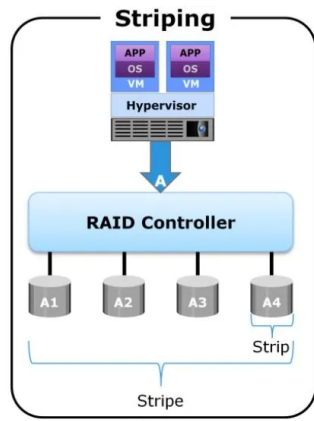 Striping
APP APP
OS OS
VM VM
Hypervisor
A
RAID Controller
A1 A2 A3 A4
Strip
Stripe